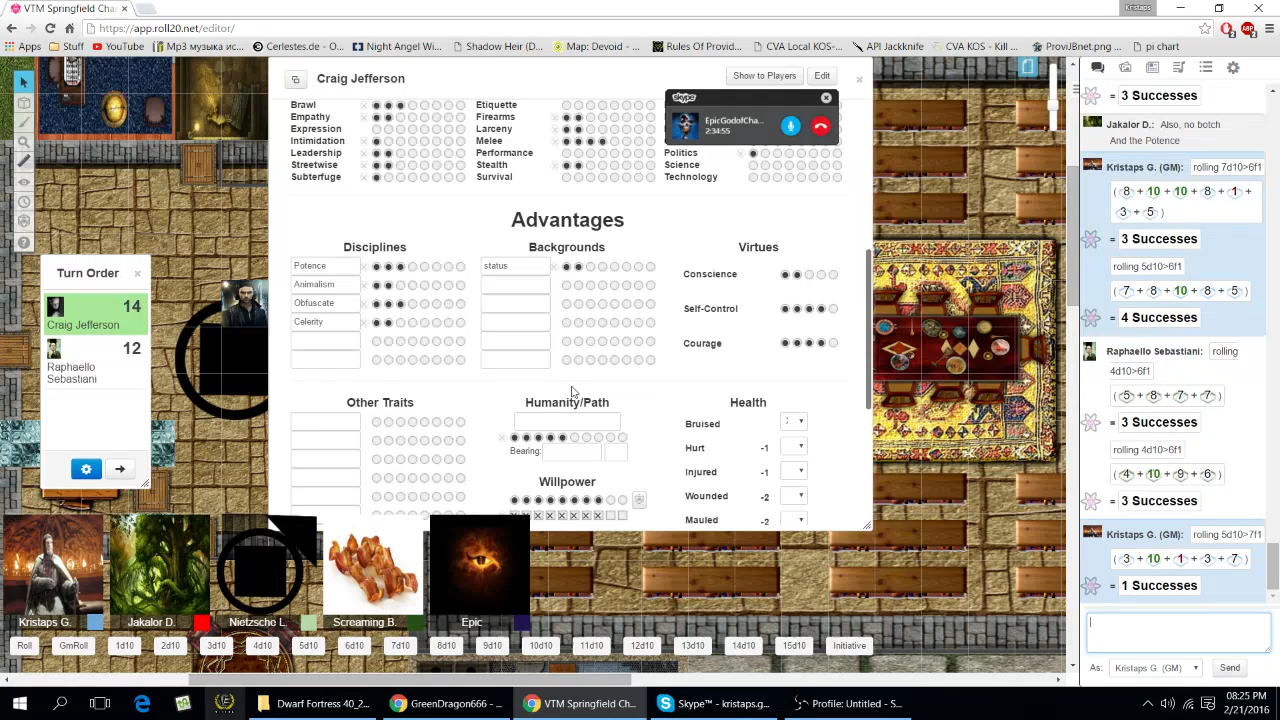 VTM Springfield Cha
Kristaps
https://app.roll20.net/editor/
Apps
Stuff
YouTube
Mp3 музыка ис...
Cerlestes.de
Night Angel Wi...
Shadow Heir (D...
Map: Devoid - ...
Rules Of Provid...
CVA Local KOS-...
API Jackknife
CVA KOS - Kill ...
ProviJBnet.png ...
pi chart
Craig Jefferson
Show to Players
Edit
Brawl
Etiquette
Empathy
Firearms
Expression
Larceny
Intimidation
Melee
Leadership
Performance
Politics
Streetwise
Stealth
Science
Subterfuge
Survival
Technology
skype
EpicGodofCha...
2:34:55
Advantages
Disciplines
Backgrounds
Virtues
Potence
status
Conscience
Animalism
Obfuscate
Self-Control
Celerity
Courage
Other Traits
Humanity/Path
Health
Bruised
Hurt -1
Bearing:
Injured -1
Willpower
Wounded -2
Mauled -2
Turn Order
14
Craig Jefferson
12
Raphaello
Sebastiani
= 3 Successes
Jakalor D.: Also, no botch
And the Potence
Kristaps G. (GM): rolling 7d10>6f1
( 8 + 10 + 10 + 8 + 1 +
3 + 5 )
= 3 Successes
rolling 5d10>6f1
( 7 + 8 + 10 + 8 + 5 )
= 4 Successes
Raphaello Sebastiani: rolling
4d10>6f1
( 5 + 8 + 7 + 7 )
= 3 Successes
rolling 4d10>6f1
( 4 + 10 + 9 + 6 )
= 3 Successes
Kristaps G. (GM): rolling 5d10>7f1
( 3 + 10 + 1 + 3 + 7 )
= 1 Successes
Kristaps G.
Jakalor D.
Nietzsche L.
Screaming B.
Epic
Roll
GmRoll
1d10
2d10
3d10
4d10
5d10
6d10
7d10
8d10
9d10
10d10
11d10
12d10
13d10
14d10
15d10
Initiative
As: Kristaps G. (GM)
Send
Dwarf Fortress 40_2...
GreenDragon666 - ...
VTM Springfield Ch...
Skype™ - kristaps.g...
Profile: Untitled - S...
08:25 PM
2/21/2016